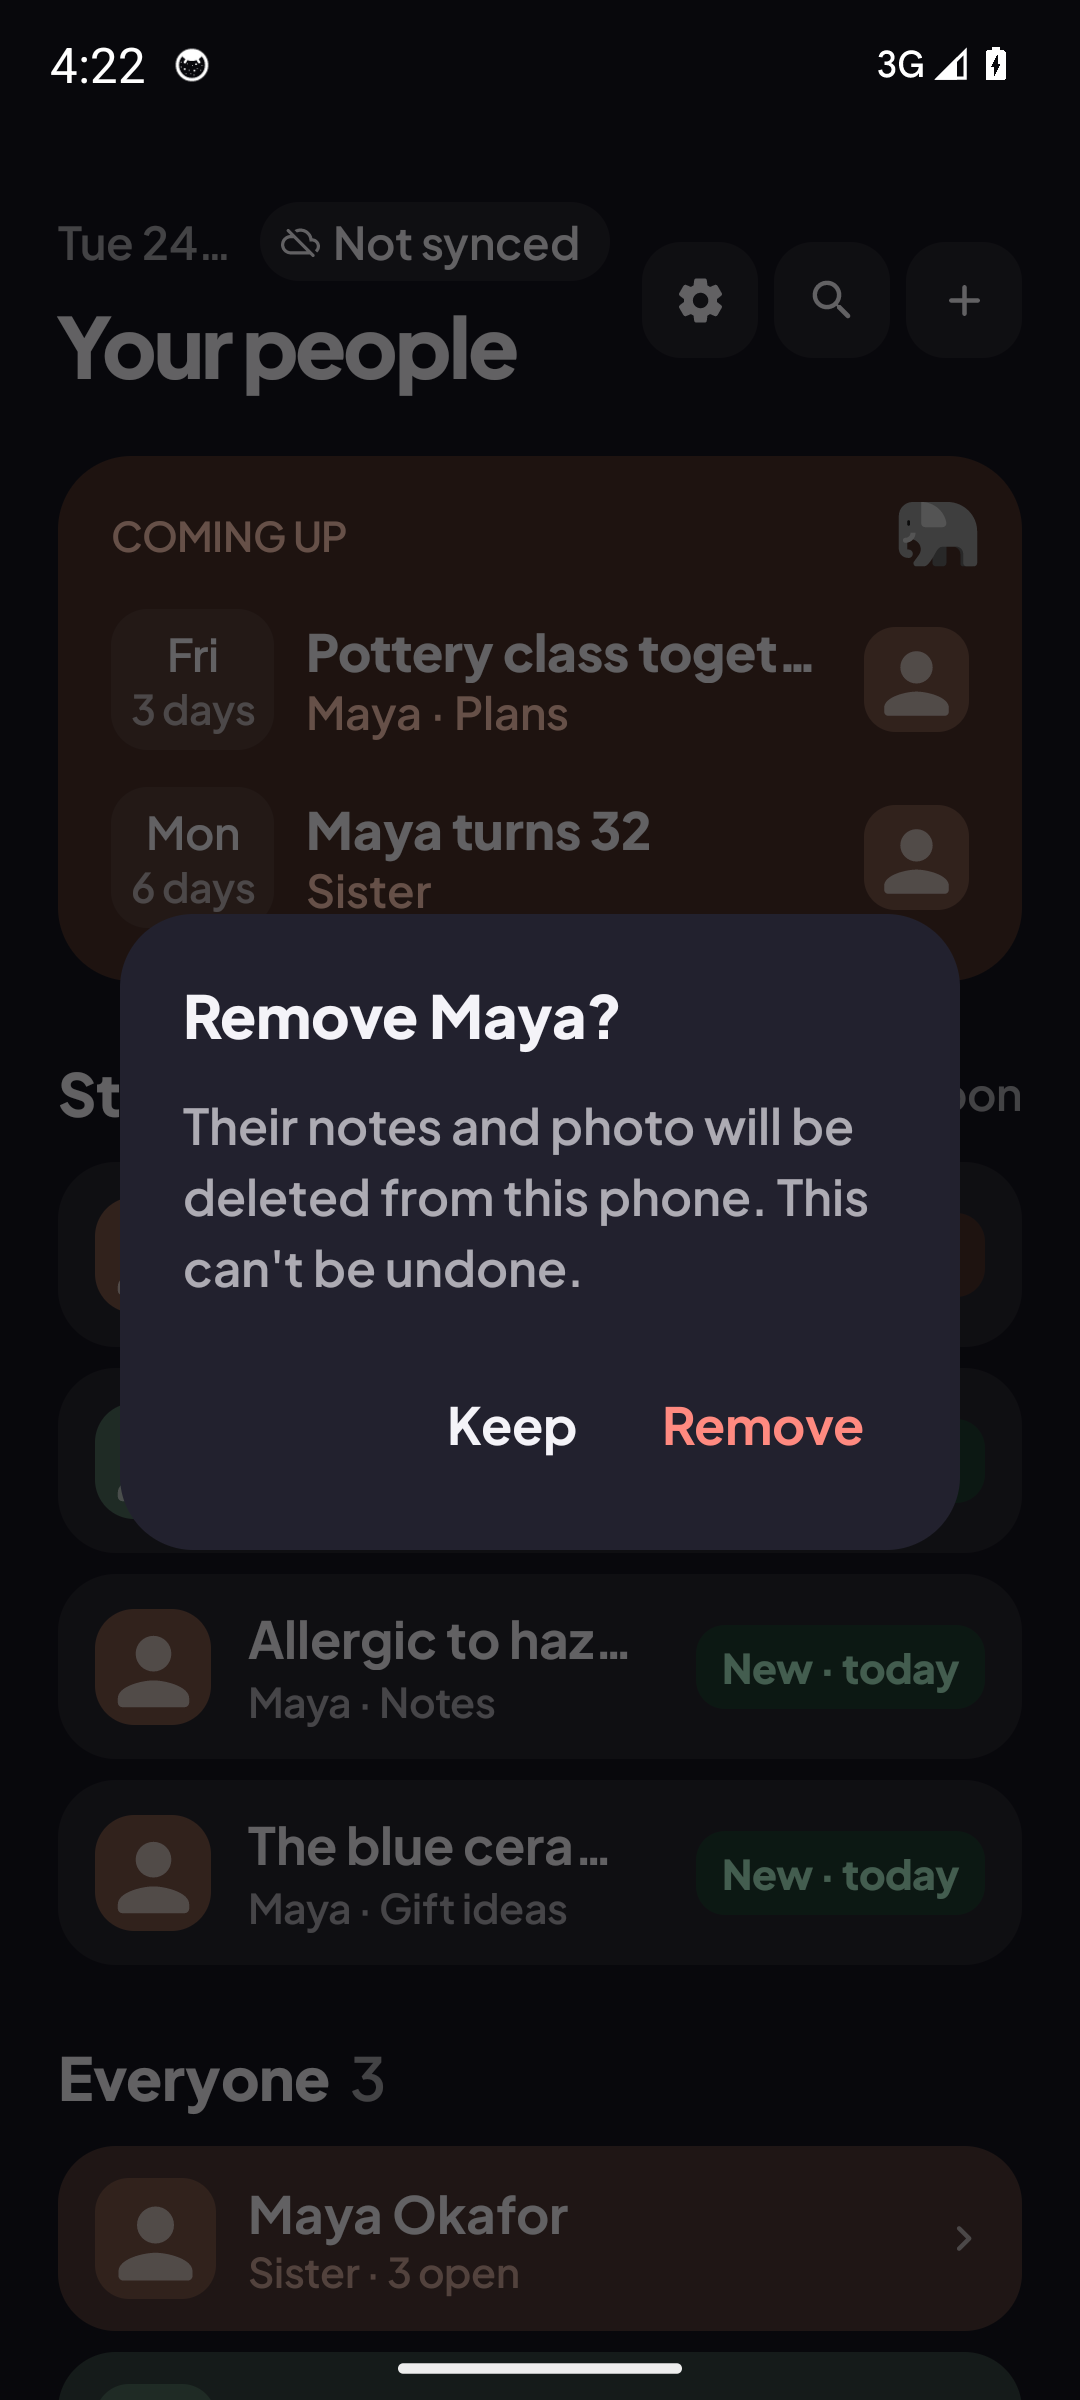 4:22
3G
Tue 24…
Not synced
Your people
COMING UP
Fri
3 days
Pottery class toget…
Maya · Plans
Mon
6 days
Maya turns 32
Sister
Remove Maya?
Their notes and photo will be
deleted from this phone. This
can't be undone.
Keep
Remove
Allergic to haz…
Maya · Notes
New · today
The blue cera…
Maya · Gift ideas
New · today
Everyone 3
Maya Okafor
Sister · 3 open